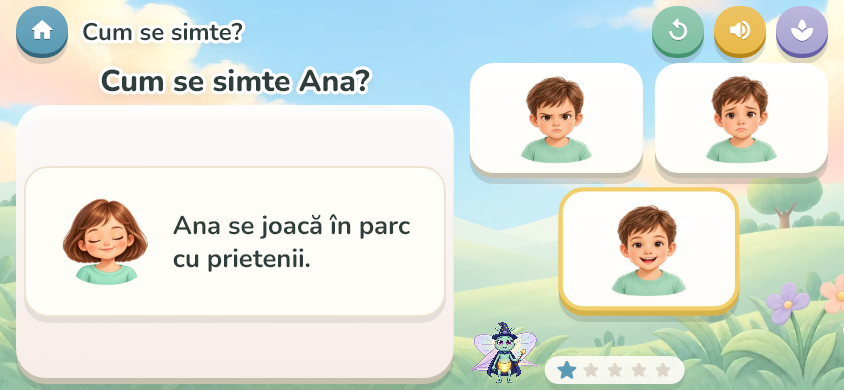 Cum se simte?
Cum se simte Ana?
Ana se joacă în parc
cu prietenii.